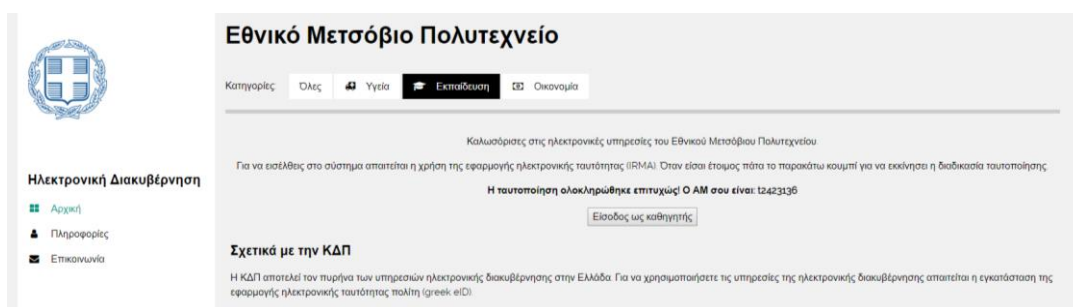 Εθνικό Μετσόβιο Πολυτεχνείο
Κατηγορίες: Όλες Υγεία Εκπαίδευση Οικονομία
Καλωσόρισες στις ηλεκτρονικές υπηρεσίες του Εθνικού Μετσόβιου Πολυτεχνείου.
Για να εισέλθεις στο σύστημα απαιτείται η χρήση της εφαρμογής ηλεκτρονικής ταυτότητας (IRMA). Όταν είσαι έτοιμος πάτα το παρακάτω κουμπί για να εκκίνησει η διαδικασία ταυτοποίησης.
Η ταυτοποίηση ολοκληρώθηκε επιτυχώς! Ο ΑΜ σου είναι: t2423136
Είσοδος ως καθηγητής
Ηλεκτρονική Διακυβέρνηση
Αρχική
Πληροφορίες
Επικοινωνία
Σχετικά με την ΚΔΠ
Η ΚΔΠ αποτελεί τον πυρήνα των υπηρεσιών ηλεκτρονικής διακυβέρνησης στην Ελλάδα. Για να χρησιμοποιήσετε τις υπηρεσίες της ηλεκτρονικής διακυβέρνησης απαιτείται η εγκατάσταση της
εφαρμογής ηλεκτρονικής ταυτότητας πολίτη (greek eID).